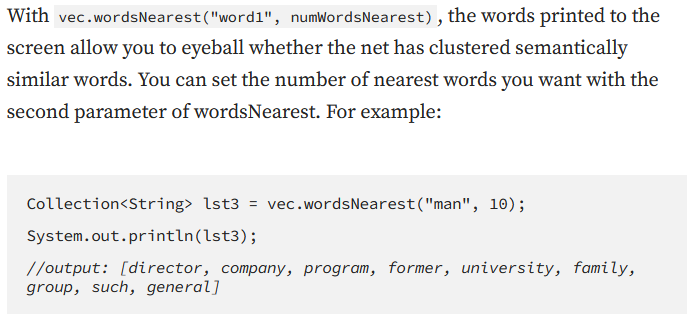 With vec.wordsNearest("word1", numWordsNearest), the words printed to the
screen allow you to eyeball whether the net has clustered semantically
similar words. You can set the number of nearest words you want with the
second parameter of wordsNearest. For example:
Collection<String> lst3 = vec.wordsNearest("man", 10);
System.out.println(lst3);
//output: [director, company, program, former, university, family,
group, such, general]